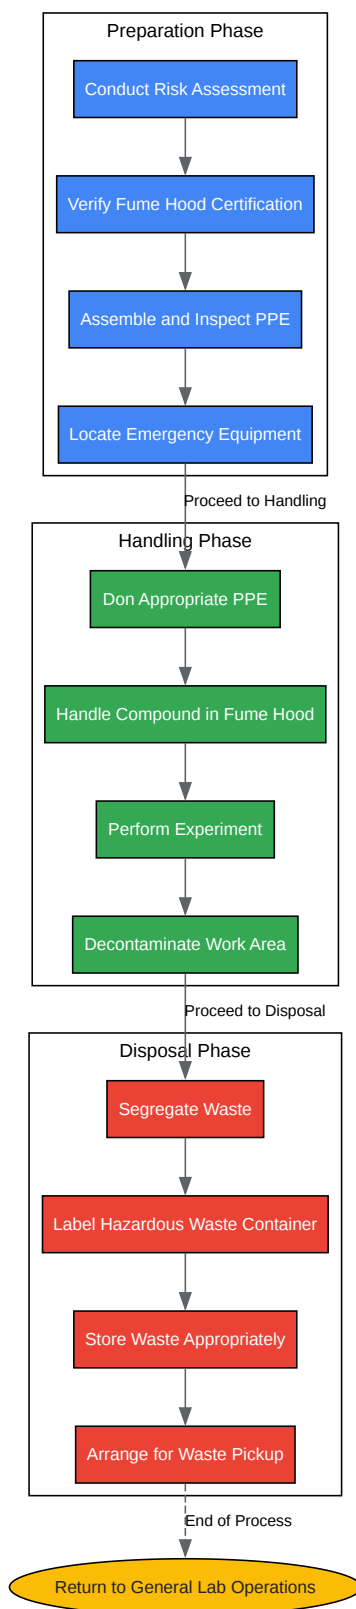 Preparation Phase
Conduct Risk Assessment
Verify Fume Hood Certification
Assemble and Inspect PPE
Locate Emergency Equipment
Proceed to Handling
Handling Phase
Don Appropriate PPE
Handle Compound in Fume Hood
Perform Experiment
Decontaminate Work Area
Proceed to Disposal
Disposal Phase
Segregate Waste
Label Hazardous Waste Container
Store Waste Appropriately
Arrange for Waste Pickup
End of Process
Return to General Lab Operations